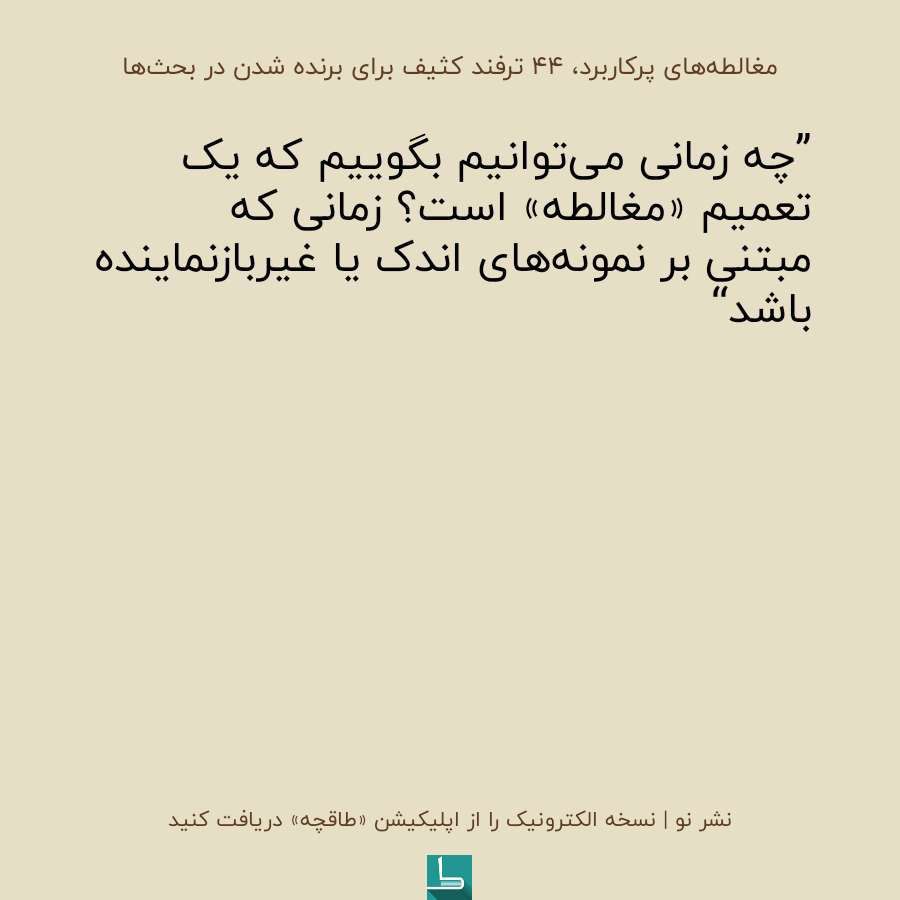 مغالطه‌های پرکاربرد، ۴۴ ترفند کثیف برای برنده شدن در بحث‌ها
”چه زمانی می‌توانیم بگوییم که یک
تعمیم «مغالطه» است؟ زمانی که
مبتنی بر نمونه‌های اندک یا غیربازنماینده
باشد“
نشر نو | نسخه الکترونیک را از اپلیکیشن «طاقچه» دریافت کنید